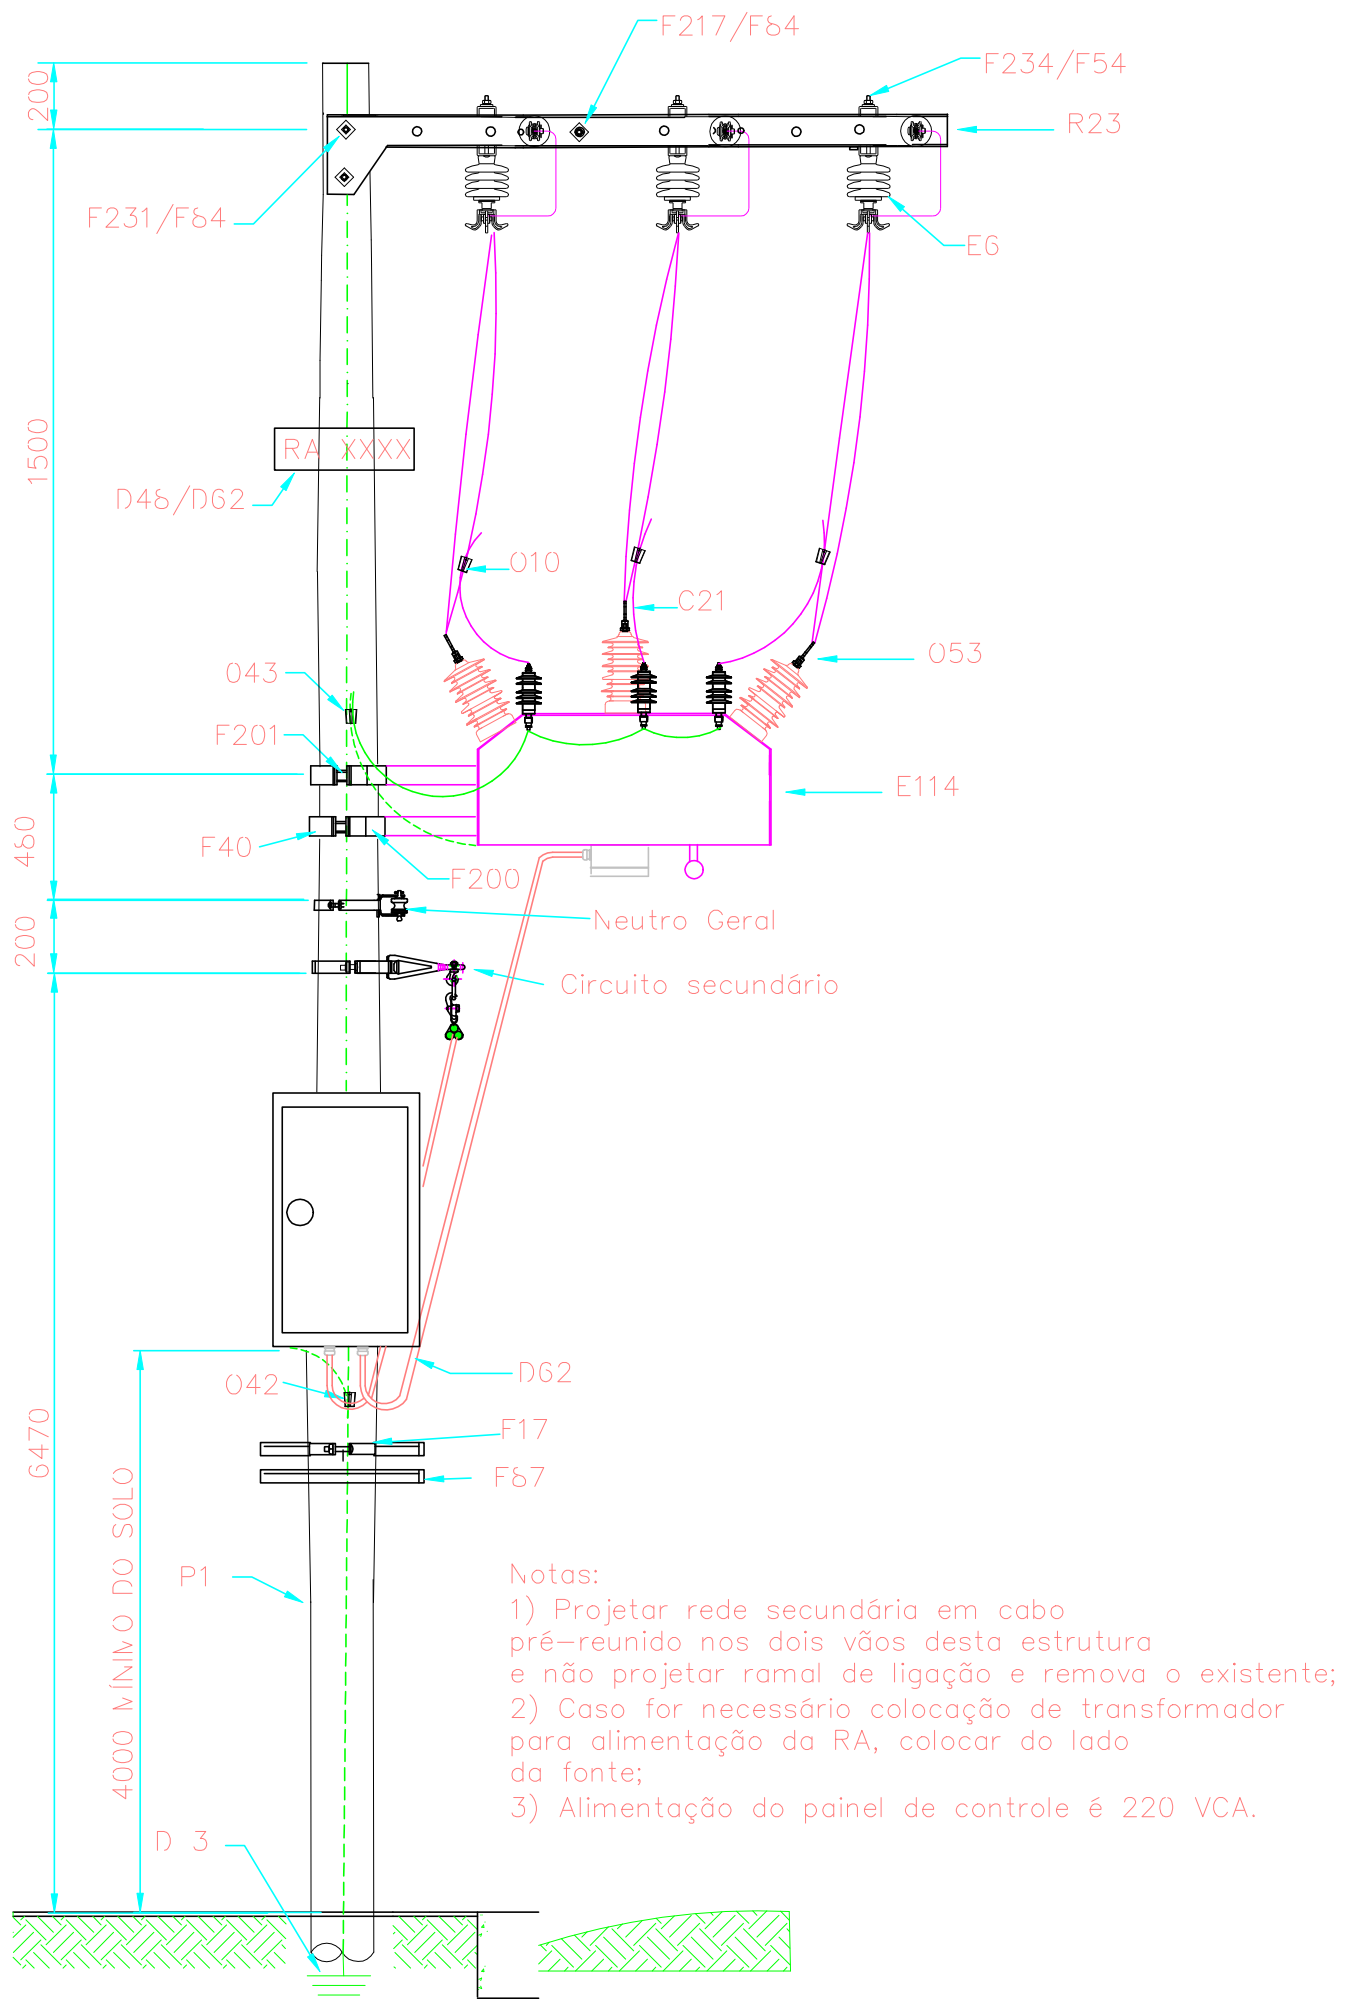 F217/F84
F234/F54
200
R23
F231/F84
E6
1500
RA XXXX
D48/D62
O10
C21
O53
O43
F201
E114
480
F40
F200
Neutro Geral
200
Circuito secundário
D62
O42
6470
F17
F87
4000 MÍNIMO DO SOLO
P1
Notas:
1) Projetar rede secundária em cabo
pré-reunido nos dois vãos desta estrutura
e não projetar ramal de ligação e remova o existente;
2) Caso for necessário colocação de transformador
para alimentação da RA, colocar do lado
da fonte;
3) Alimentação do painel de controle é 220 VCA.
D 3